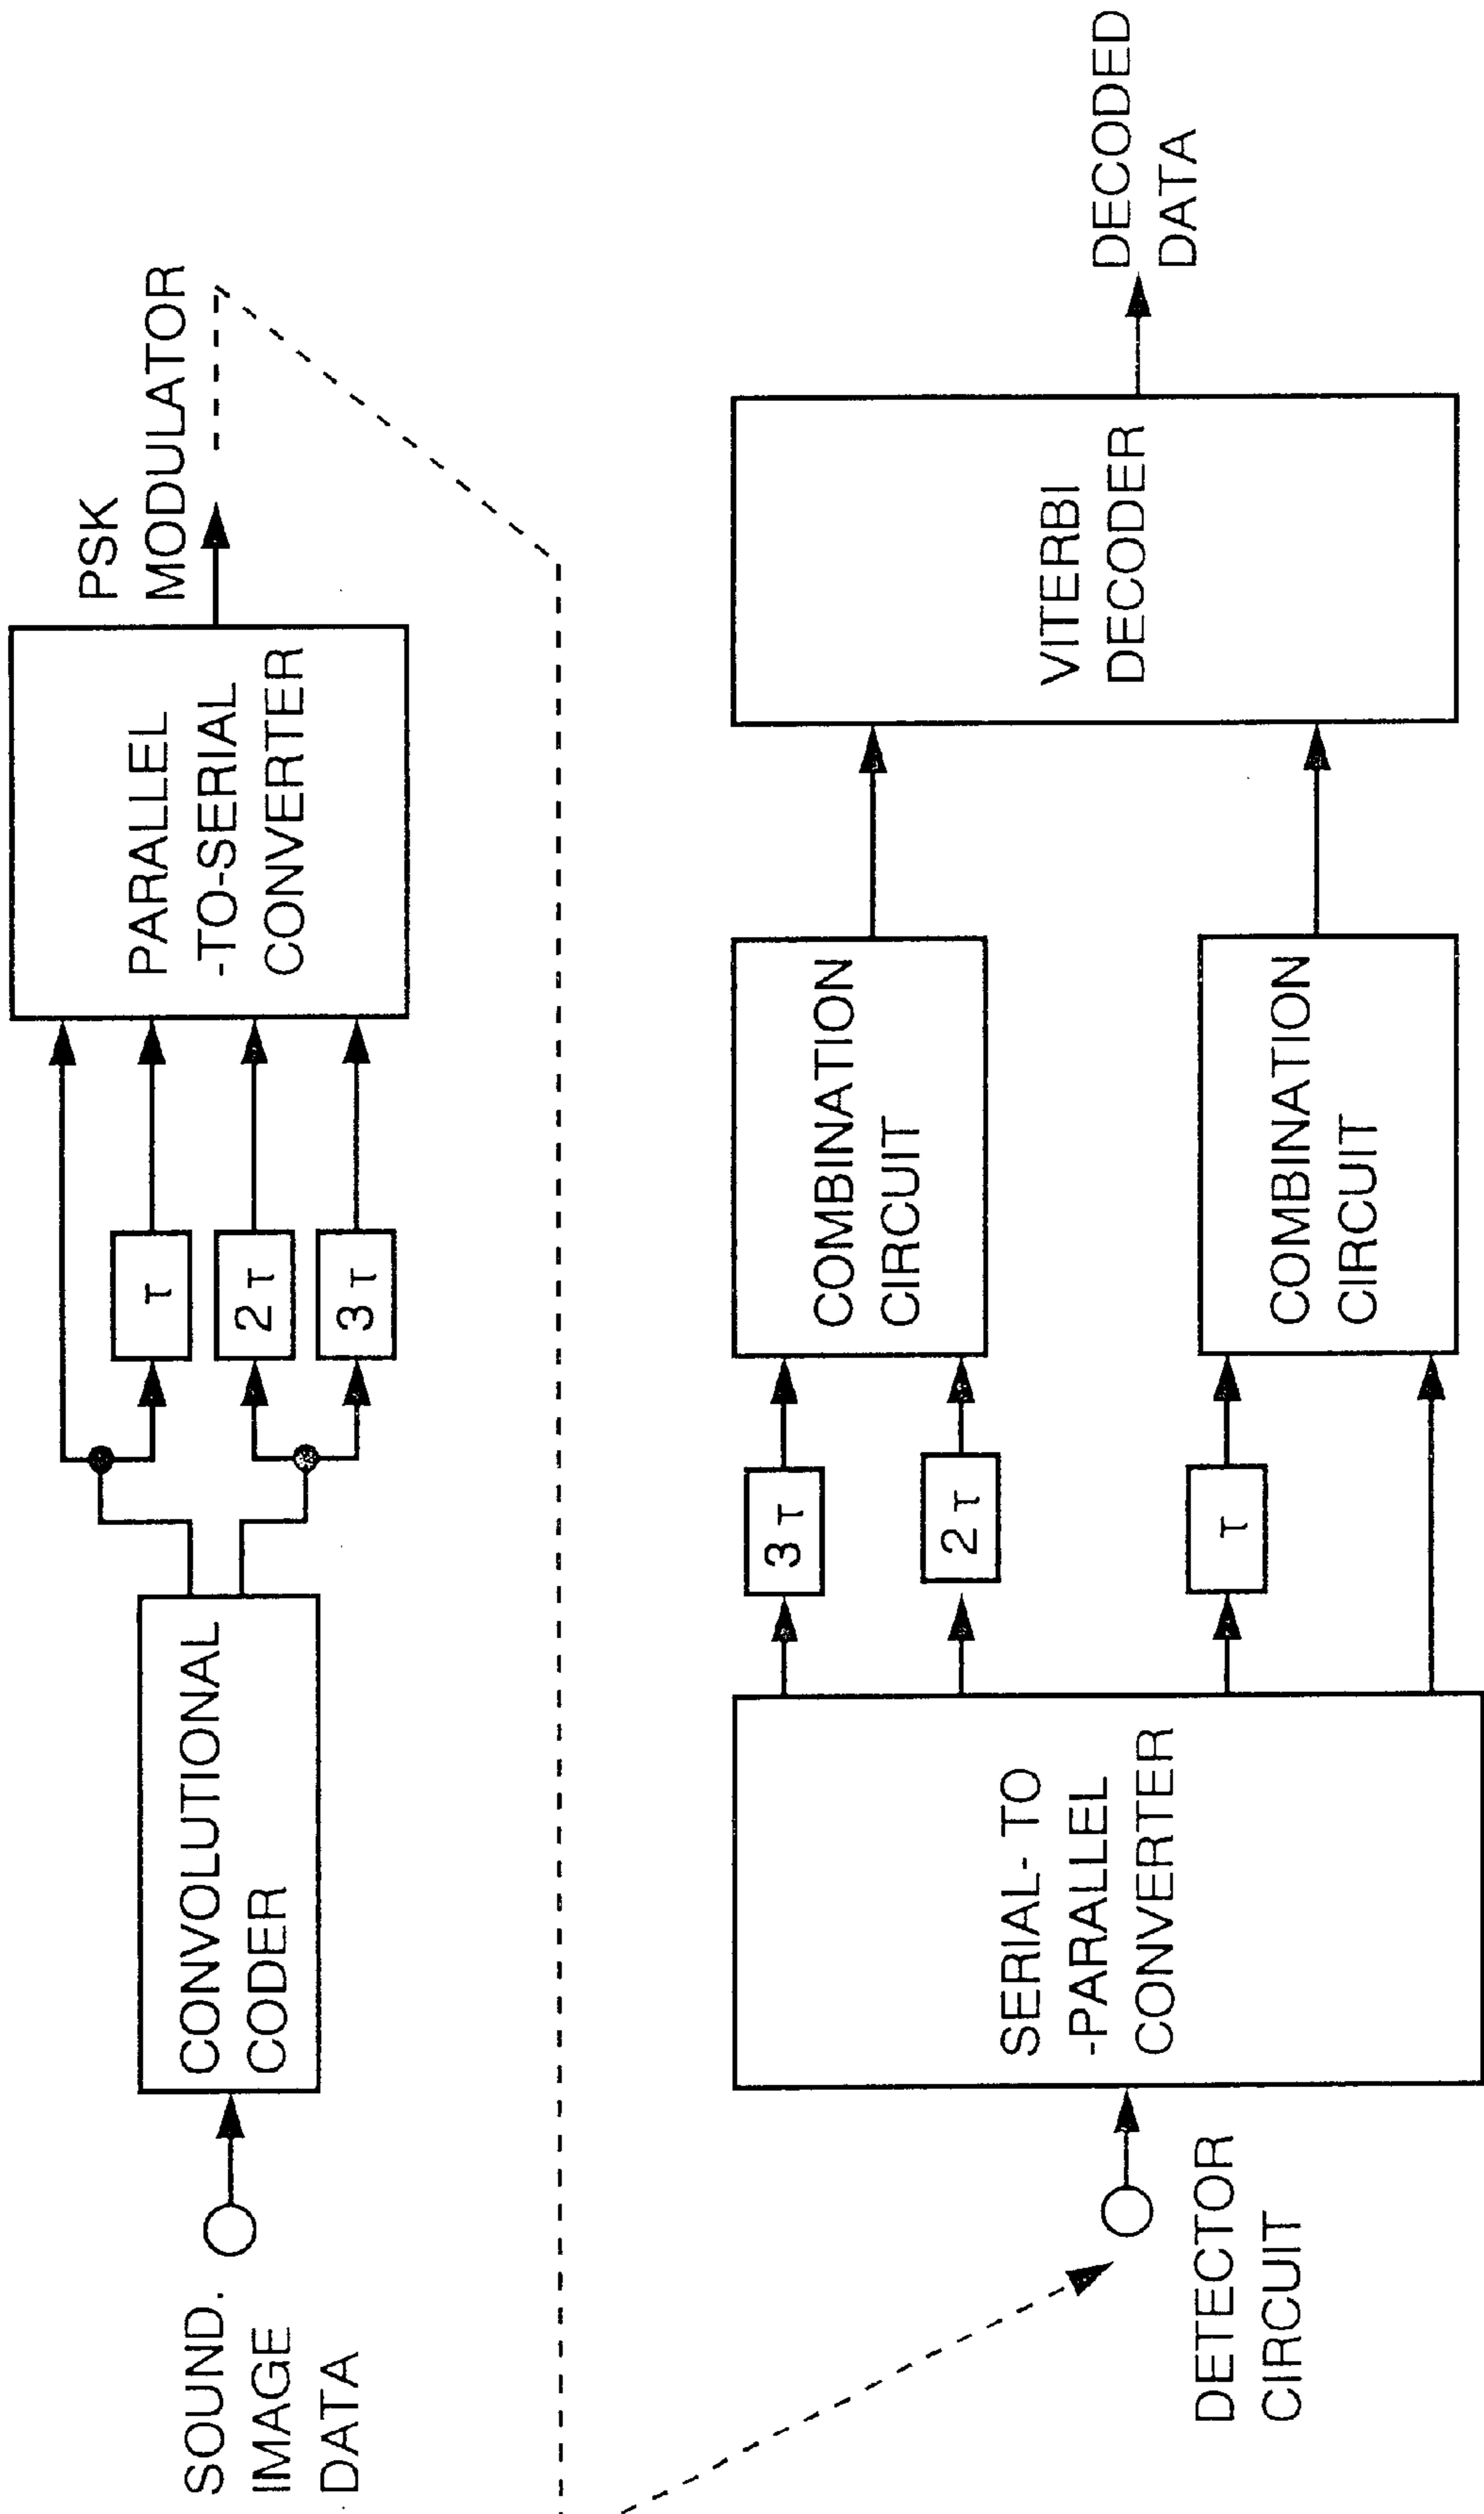 SOUND.
IMAGE
DATA
CONVOLUTIONAL
CODER
τ
2τ
3τ
PARALLEL
-TO-SERIAL
CONVERTER
PSK
MODULATOR
DETECTOR
CIRCUIT
SERIAL-TO
-PARALLEL
CONVERTER
3τ
2τ
τ
COMBINATION
CIRCUIT
COMBINATION
CIRCUIT
VITERBI
DECODER
DECODED
DATA